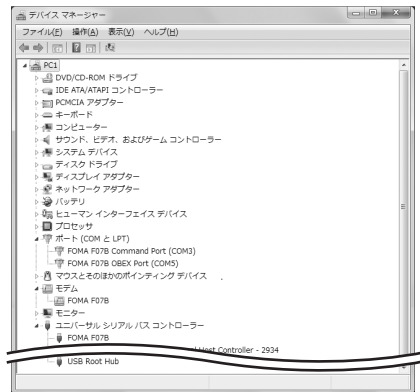 デバイス マネージャー
ファイル(F) 操作(A) 表示(V) ヘルプ(H)
PC1
DVD/CD-ROM ドライブ
IDE ATA/ATAPI コントローラー
PCMCIA アダプター
キーボード
コンピューター
サウンド、ビデオ、およびゲーム コントローラー
システム デバイス
ディスク ドライブ
ディスプレイ アダプター
ネットワーク アダプター
バッテリ
ヒューマン インターフェイス デバイス
プロセッサ
ポート (COM と LPT)
FOMA F07B Command Port (COM3)
FOMA F07B OBEX Port (COM5)
マウスとそのほかのポインティング デバイス
モデム
FOMA F07B
モニター
ユニバーサル シリアル バス コントローラー
FOMA F07B
Host Controller - 2934
USB Root Hub